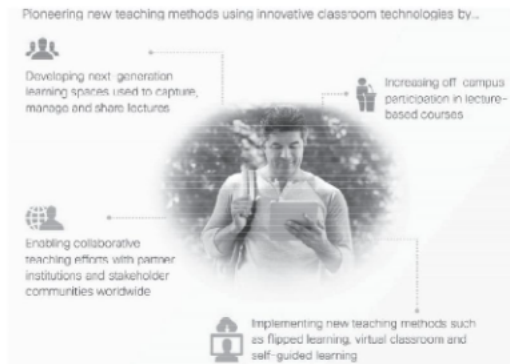 Pioneering new teaching methods using innovative classroom technologies by...
Developing next generation
learning spaces used to capture,
manage and share lectures
Increasing off campus
participation in lecture-
based courses
Enabling collaborative
teaching efforts with partner
institutions and stakeholder
communities worldwide
Implementing new teaching methods such
as flipped learning, virtual classroom and
self-guided learning